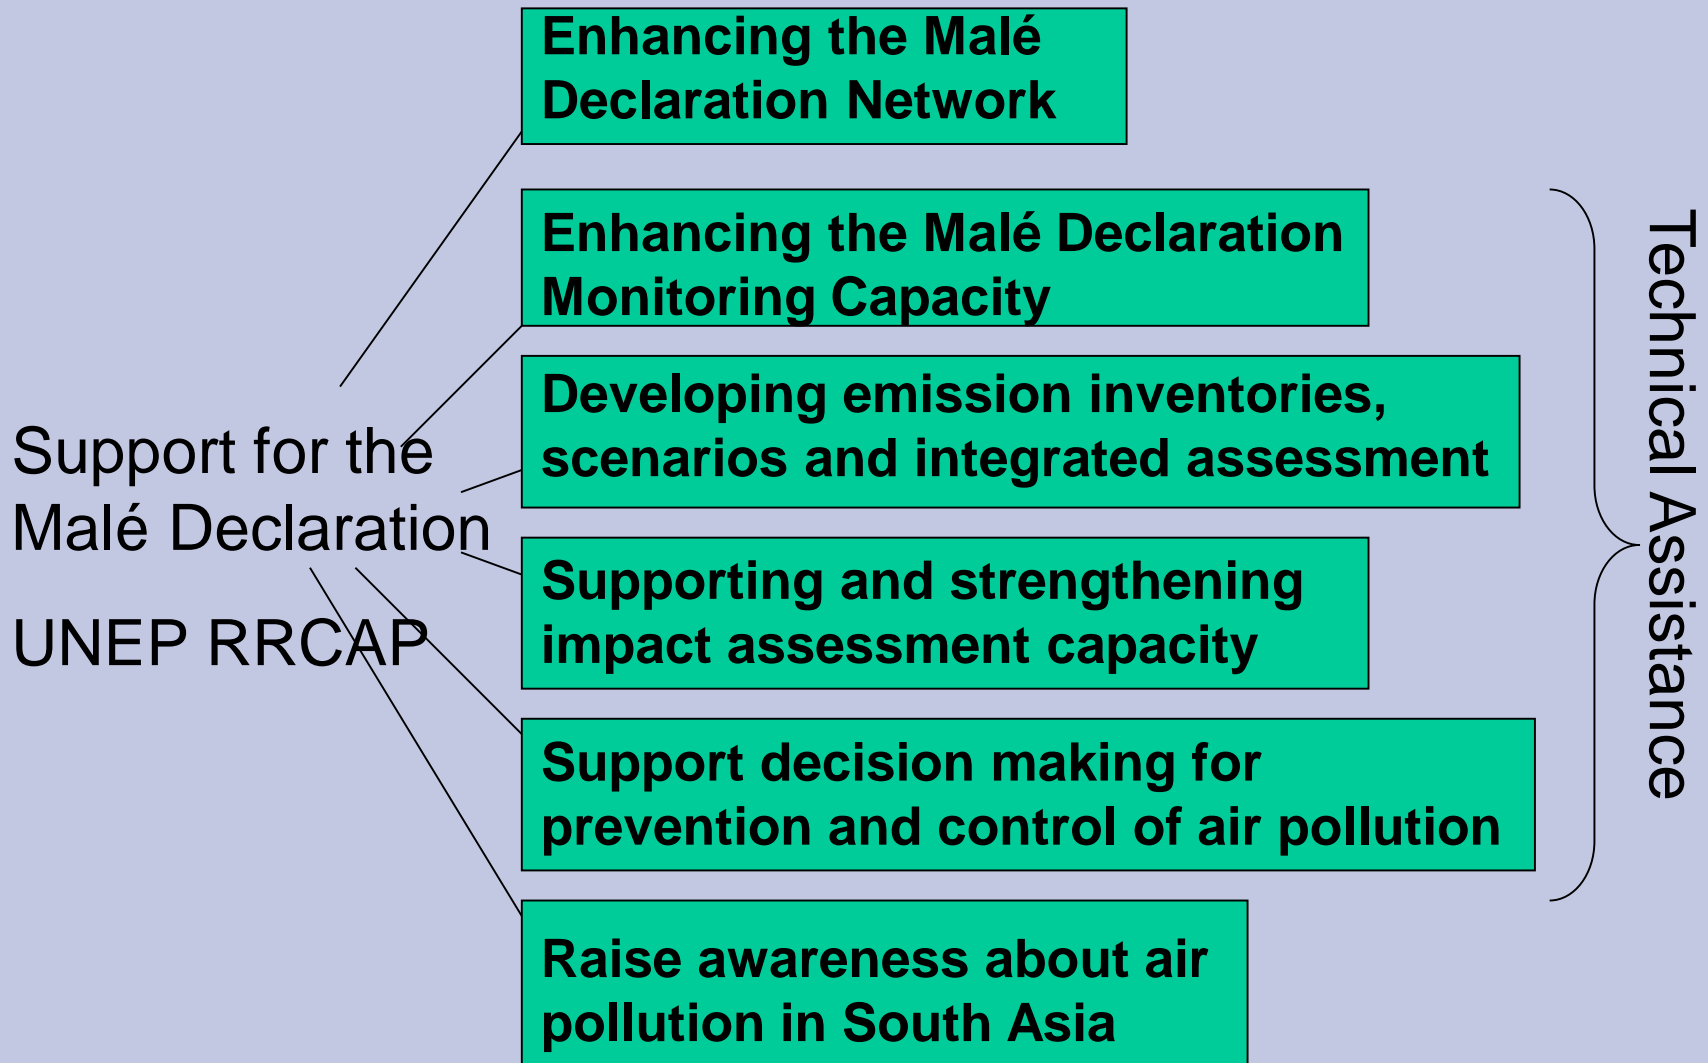 Enhancing the Malé
Declaration Network
Enhancing the Malé Declaration
Monitoring Capacity
Developing emission inventories,
scenarios and integrated assessment
Support for the
Malé Declaration
UNEP RRCAP
Supporting and strengthening
impact assessment capacity
Support decision making for
prevention and control of air pollution
Raise awareness about air
pollution in South Asia
Technical Assistance